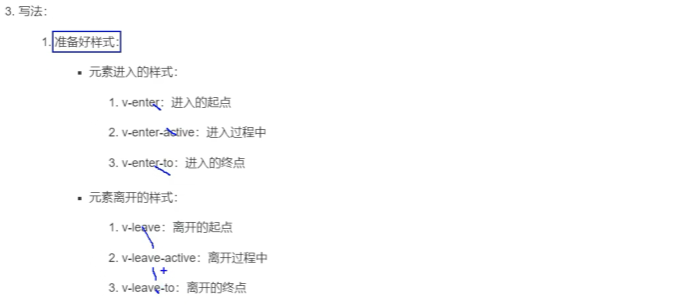 3. 写法：
1. 准备好样式：
▪ 元素进入的样式：
1. v-enter：进入的起点
2. v-enter-active：进入过程中
3. v-enter-to：进入的终点
▪ 元素离开的样式：
1. v-leave：离开的起点
2. v-leave-active：离开过程中
3. v-leave-to：离开的终点